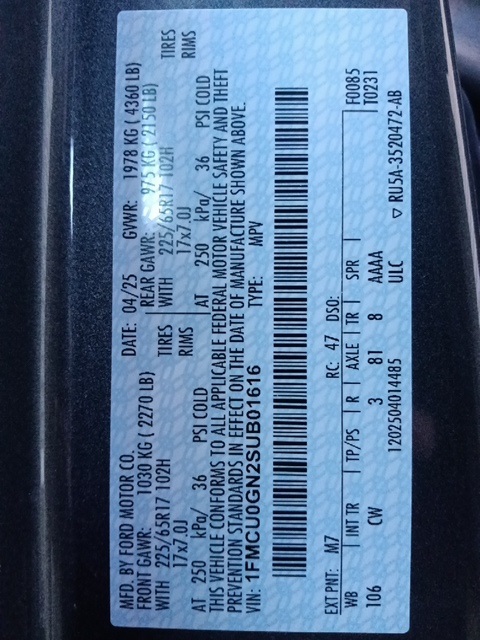 MFD. BY FORD MOTOR CO. DATE: 04/25 GVWR: 1978 KG ( 4360 LB)
FRONT GAWR: 1030 KG ( 2270 LB) REAR GAWR: 975 KG ( 2150 LB)
WITH 225/65R17 102H TIRES WITH 225/65R17 102H TIRES
17x7.0J RIMS 17x7.0J RIMS
AT 250 kPa/ 36 PSI COLD AT 250 kPa/ 36 PSI COLD
THIS VEHICLE CONFORMS TO ALL APPLICABLE FEDERAL MOTOR VEHICLE SAFETY AND THEFT
PREVENTION STANDARDS IN EFFECT ON THE DATE OF MANUFACTURE SHOWN ABOVE.
VIN: 1FMCU0GN2SUB01616 TYPE: MPV
EXT PNT: M7 RC: 47 DSO: F0085
WB INT TR TP/PS R AXLE TR SPR T0231
106 CW 3 81 8 AAAA
ULC
1202504014485 ▽ RU5A-3520472-AB